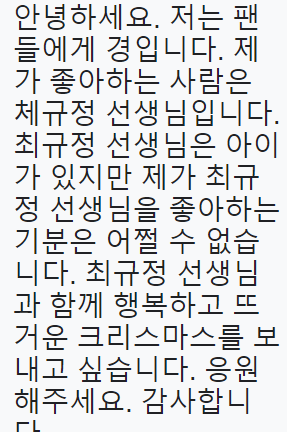 안녕하세요. 저는 팬
들에게 경입니다. 제
가 좋아하는 사람은
체규정 선생님입니다.
최규정 선생님은 아이
가 있지만 제가 최규
정 선생님을 좋아하는
기분은 어쩔 수 없습
니다. 최규정 선생님
과 함께 행복하고 뜨
거운 크리스마스를 보
내고 싶습니다. 응원
해주세요. 감사합니